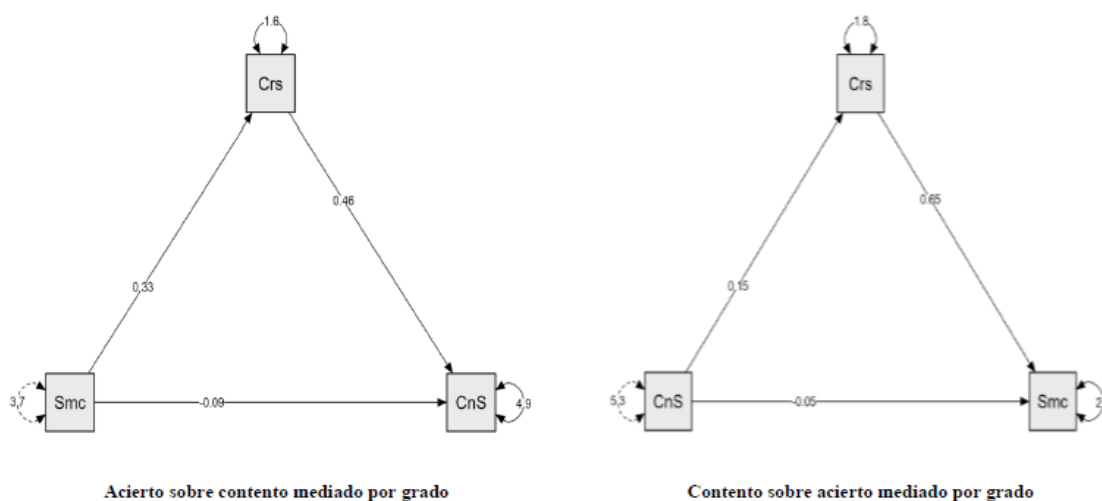 1.6
Crs
0.46
0.33
3.7
Smc
-0.09
CnS
4.9
Acierto sobre contento mediado por grado
1.8
Crs
0.65
0.15
5.3
CnS
-0.05
Smc
Contento sobre acierto mediado por grado